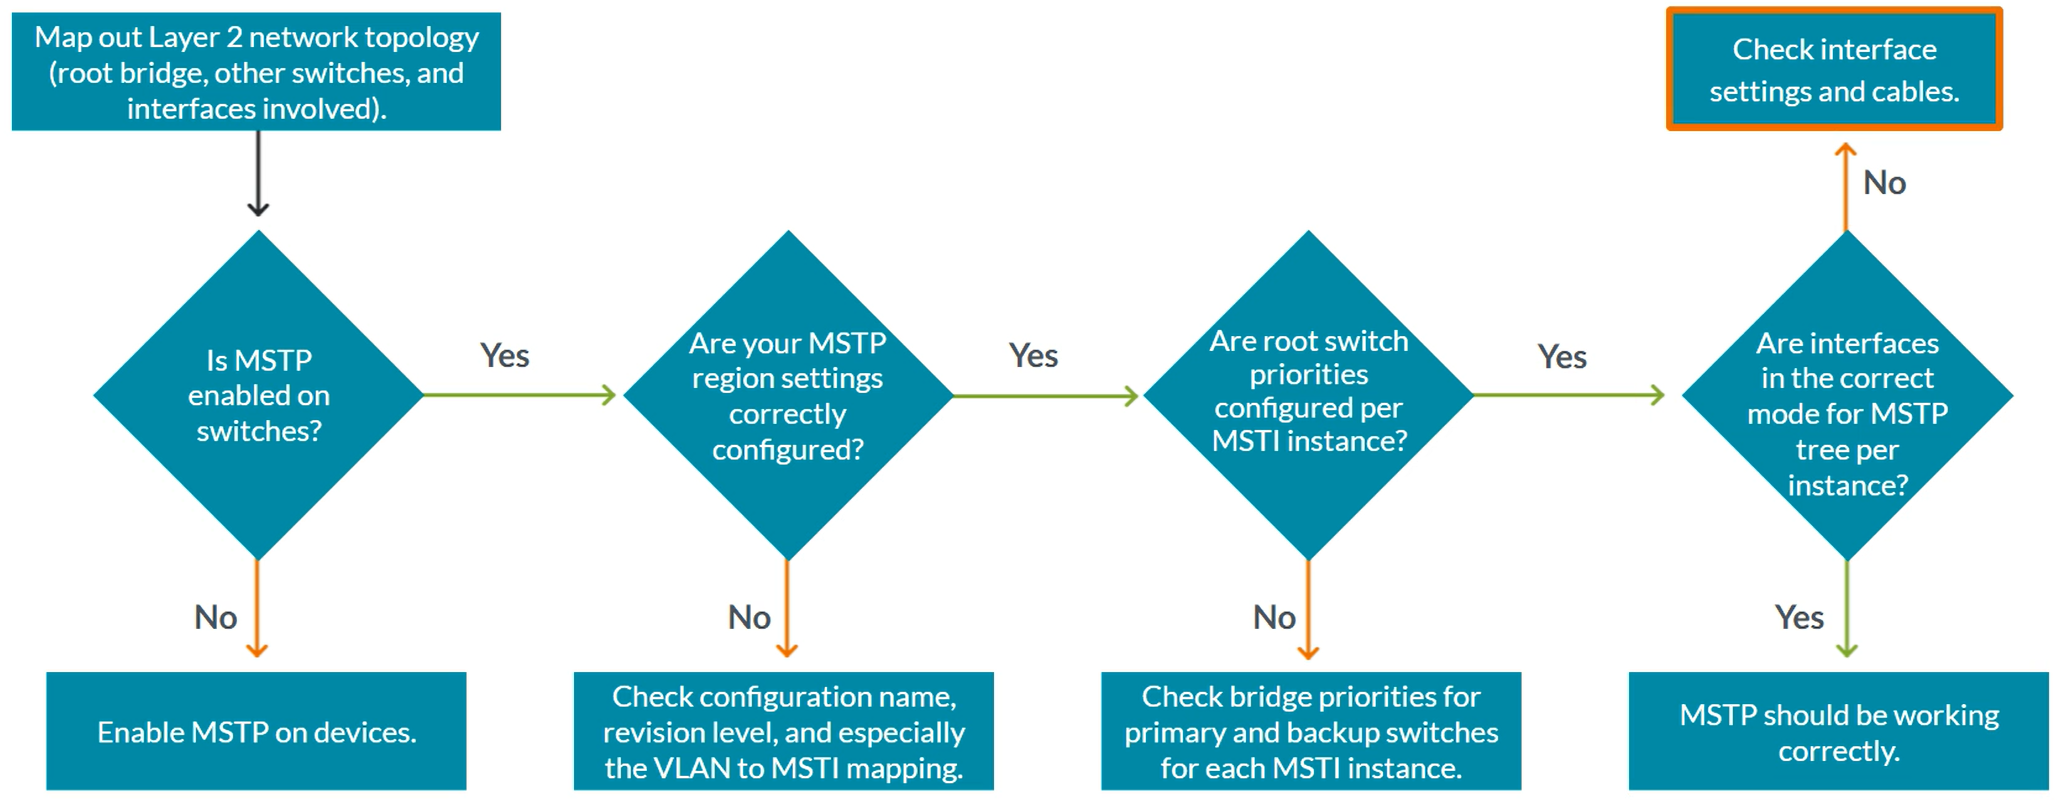 Map out Layer 2 network topology
(root bridge, other switches, and
interfaces involved).
Check interface
settings and cables.
No
Is MSTP
enabled on
switches?
Yes
Are your MSTP
region settings
correctly
configured?
Yes
Are root switch
priorities
configured per
MSTI instance?
Yes
Are interfaces
in the correct
mode for MSTP
tree per
instance?
No
No
No
Yes
Enable MSTP on devices.
Check configuration name,
revision level, and especially
the VLAN to MSTI mapping.
Check bridge priorities for
primary and backup switches
for each MSTI instance.
MSTP should be working
correctly.